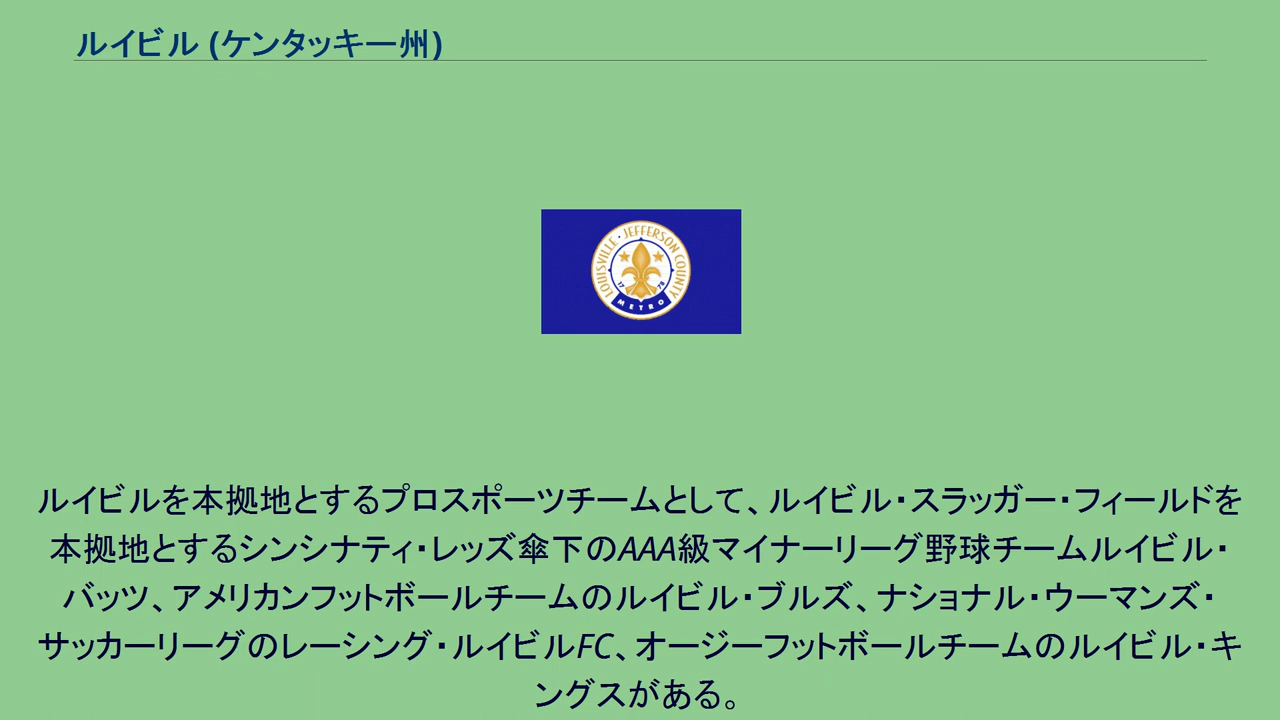 ルイビル (ケンタッキー州)
LOUISVILLE · JEFFERSON COUNTY
17 78
METRO
ルイビルを本拠地とするプロスポーツチームとして、ルイビル・スラッガー・フィールドを
本拠地とするシンシナティ・レッズ傘下のAAA級マイナーリーグ野球チームルイビル・
バッツ、アメリカンフットボールチームのルイビル・ブルズ、ナショナル・ウーマンズ・
サッカーリーグのレーシング・ルイビルFC、オージーフットボールチームのルイビル・キ
ングスがある。